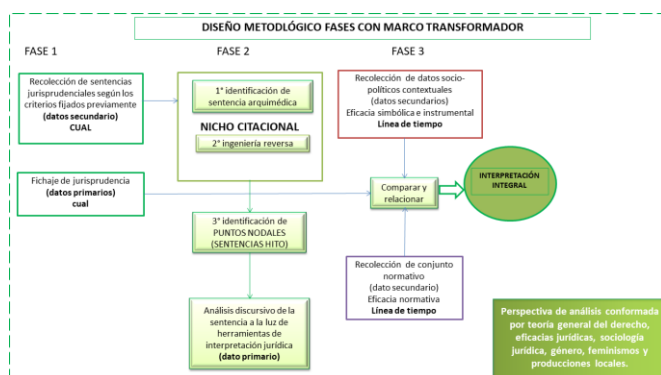 DISEÑO METODLÓGICO FASES CON MARCO TRANSFORMADOR
FASE 1
FASE 2
FASE 3
Recolección de sentencias
jurisprudenciales según los
criterios fijados previamente
(datos secundario)
CUAL
Fichaje de jurisprudencia
(datos primarios)
cual
1° identificación de
sentencia arquimédica
NICHO CITACIONAL
2° ingeniería reversa
3° identificación de
PUNTOS NODALES
(SENTENCIAS HITO)
Análisis discursivo de la
sentencia a la luz de
herramientas de
interpretación jurídica
(dato primario)
Recolección de datos socio-
políticos contextuales
(datos secundarios)
Eficacia simbólica e instrumental
Línea de tiempo
Comparar y
relacionar
INTERPRETACIÓN
INTEGRAL
Recolección de conjunto
normativo
(dato secundario)
Eficacia normativa
Línea de tiempo
Perspectiva de análisis conformada
por teoría general del derecho,
eficacias jurídicas, sociología
jurídica, género, feminismos y
producciones locales.